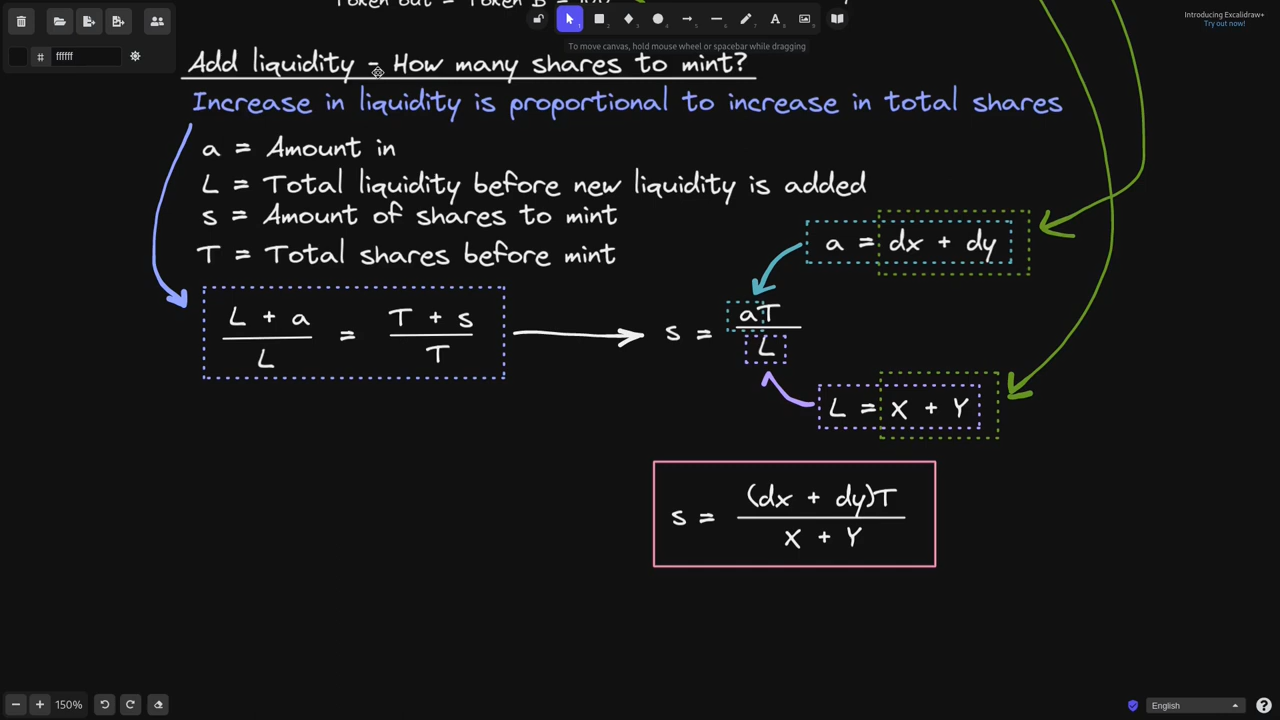 Token out = Token B =
Introducing Excalidraw+
Try out now!
# ffffff
To move canvas, hold mouse wheel or spacebar while dragging
Add liquidity - How many shares to mint?
Increase in liquidity is proportional to increase in total shares
a = Amount in
L = Total liquidity before new liquidity is added
s = Amount of shares to mint
T = Total shares before mint
a = dx + dy
L + a / L = T + s / T
s = aT / L
L = X + Y
s = (dx + dy)T / X + Y
150%
English